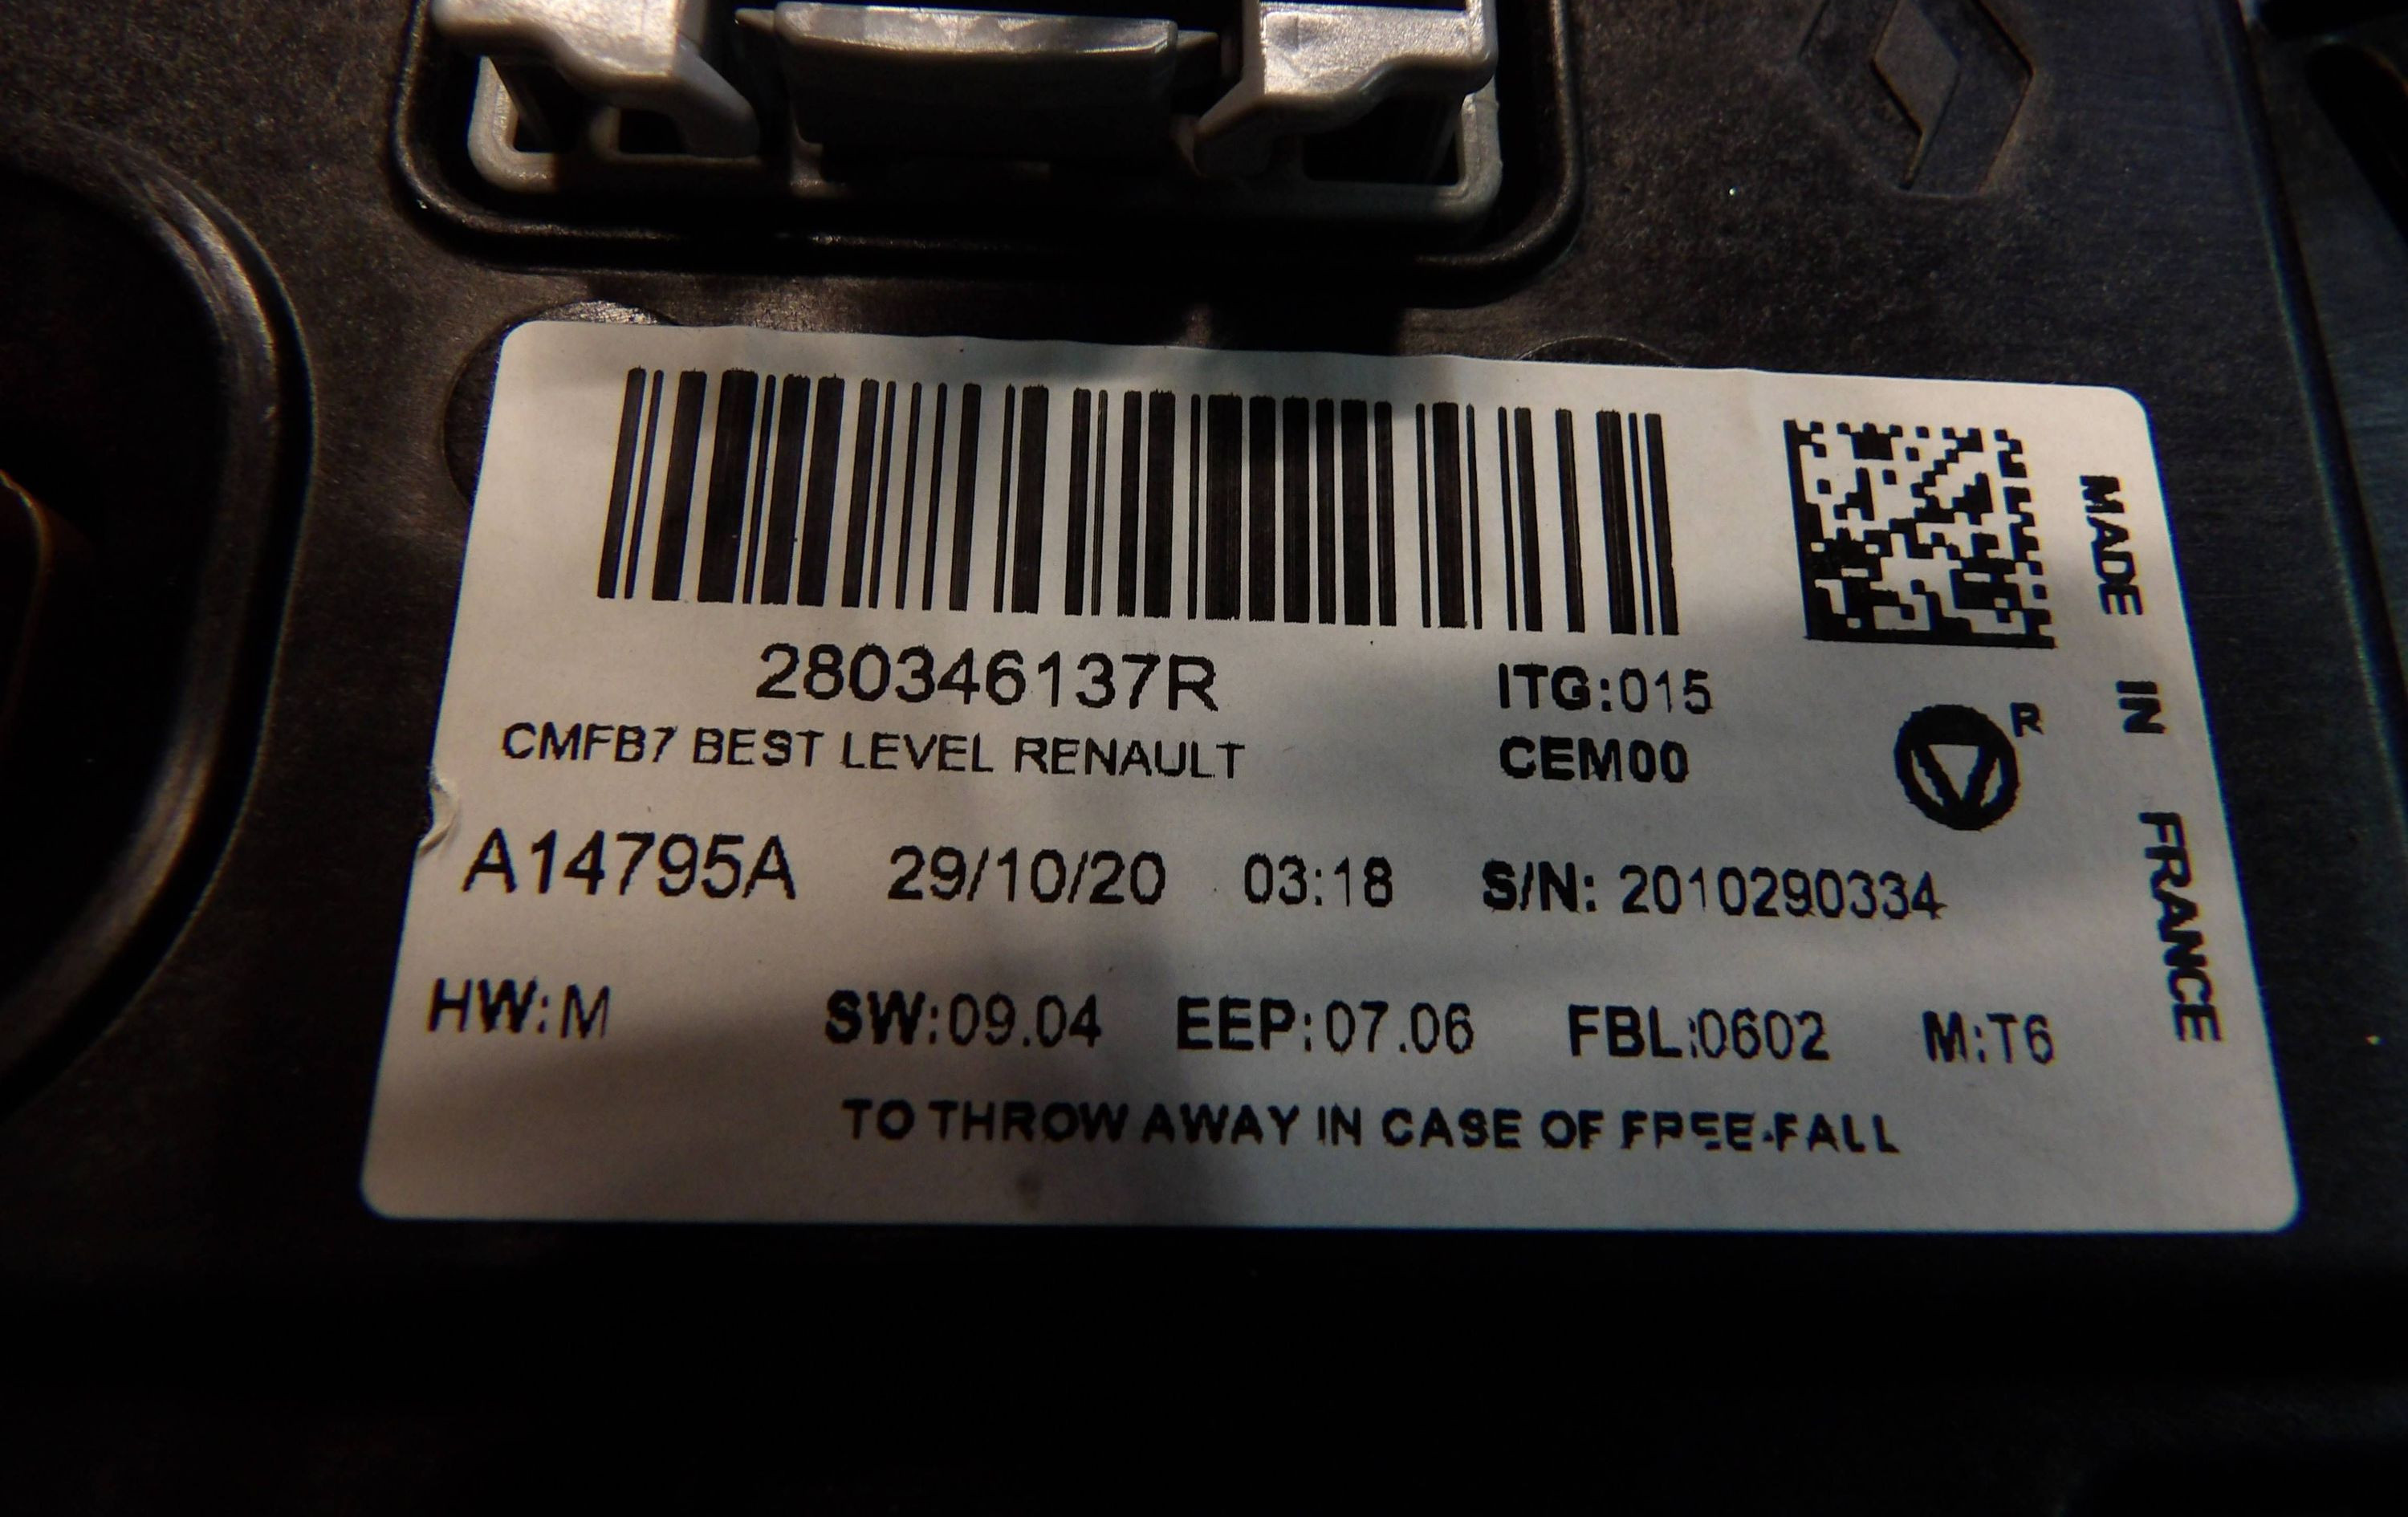 280346137R ITG:015
CMFB7 BEST LEVEL RENAULT CEM00
R
A14795A 29/10/20 03:18 S/N: 2010290334
HW:M SW:09.04 EEP:07.06 FBL:0602 M:T6
TO THROW AWAY IN CASE OF FREE-FALL
MADE IN FRANCE